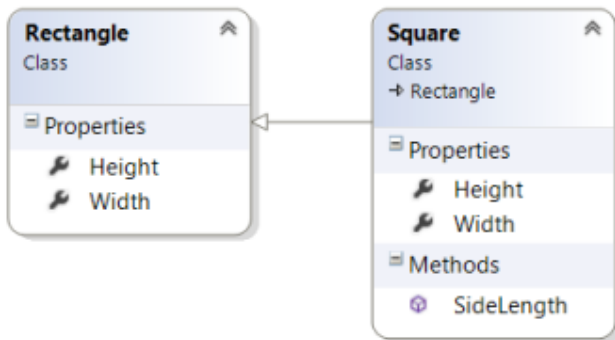 Rectangle
Class
Properties
Height
Width
Square
Class
Rectangle
Properties
Height
Width
Methods
SideLength